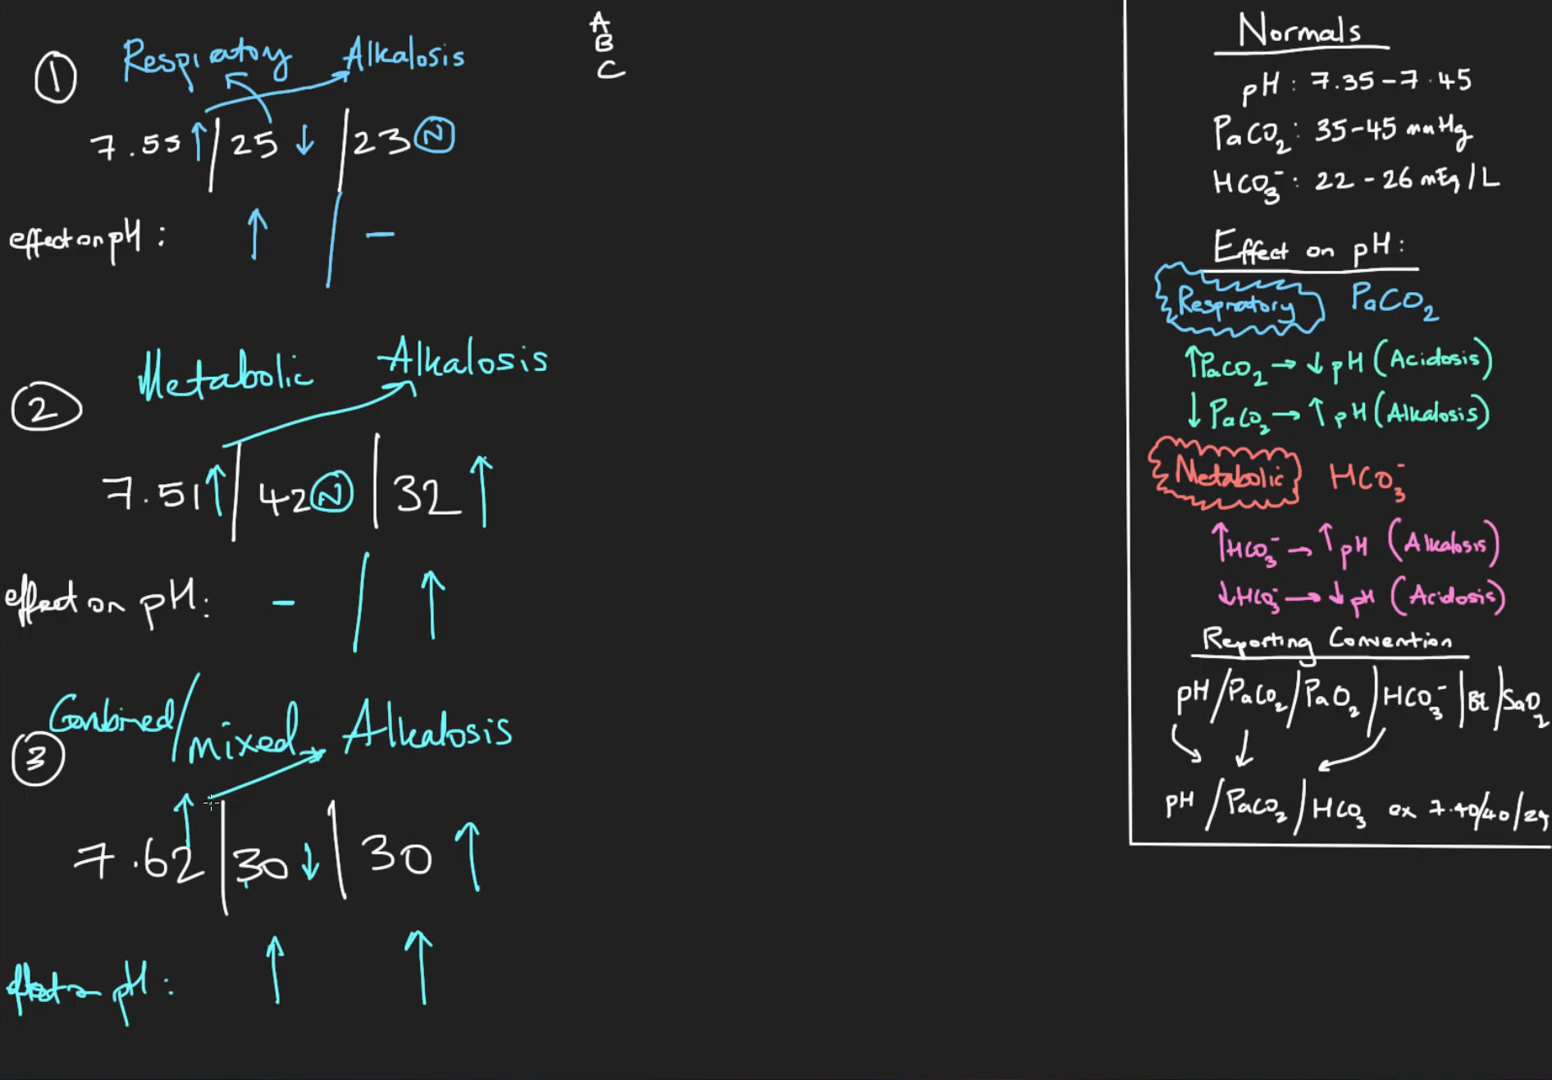 ① Respiratory Alkalosis
7.55 ↑ | 25 ↓ | 23 Ⓝ
effect on pH : ↑ / –
② Metabolic Alkalosis
7.51 ↑ | 42 Ⓝ | 32 ↑
effect on pH : – / ↑
③ Combined/mixed Alkalosis
7.62 ↑ | 30 ↓ | 30 ↑
effect on pH : ↑ ↑
A
B
C
Normals
pH : 7.35 – 7.45
PaCO₂ : 35-45 mmHg
HCO₃⁻ : 22 – 26 mEq/L
Effect on pH :
Respiratory PaCO₂
↑PaCO₂ → ↓ pH (Acidosis)
↓ PaCO₂ → ↑ pH (Alkalosis)
Metabolic HCO₃⁻
↑HCO₃⁻ → ↑ pH (Alkalosis)
↓HCO₃⁻ → ↓ pH (Acidosis)
Reporting Convention
pH / PaCO₂ / PaO₂ / HCO₃⁻ | BE / SaO₂
pH / PaCO₂ / HCO₃ ex 7.40/40/24